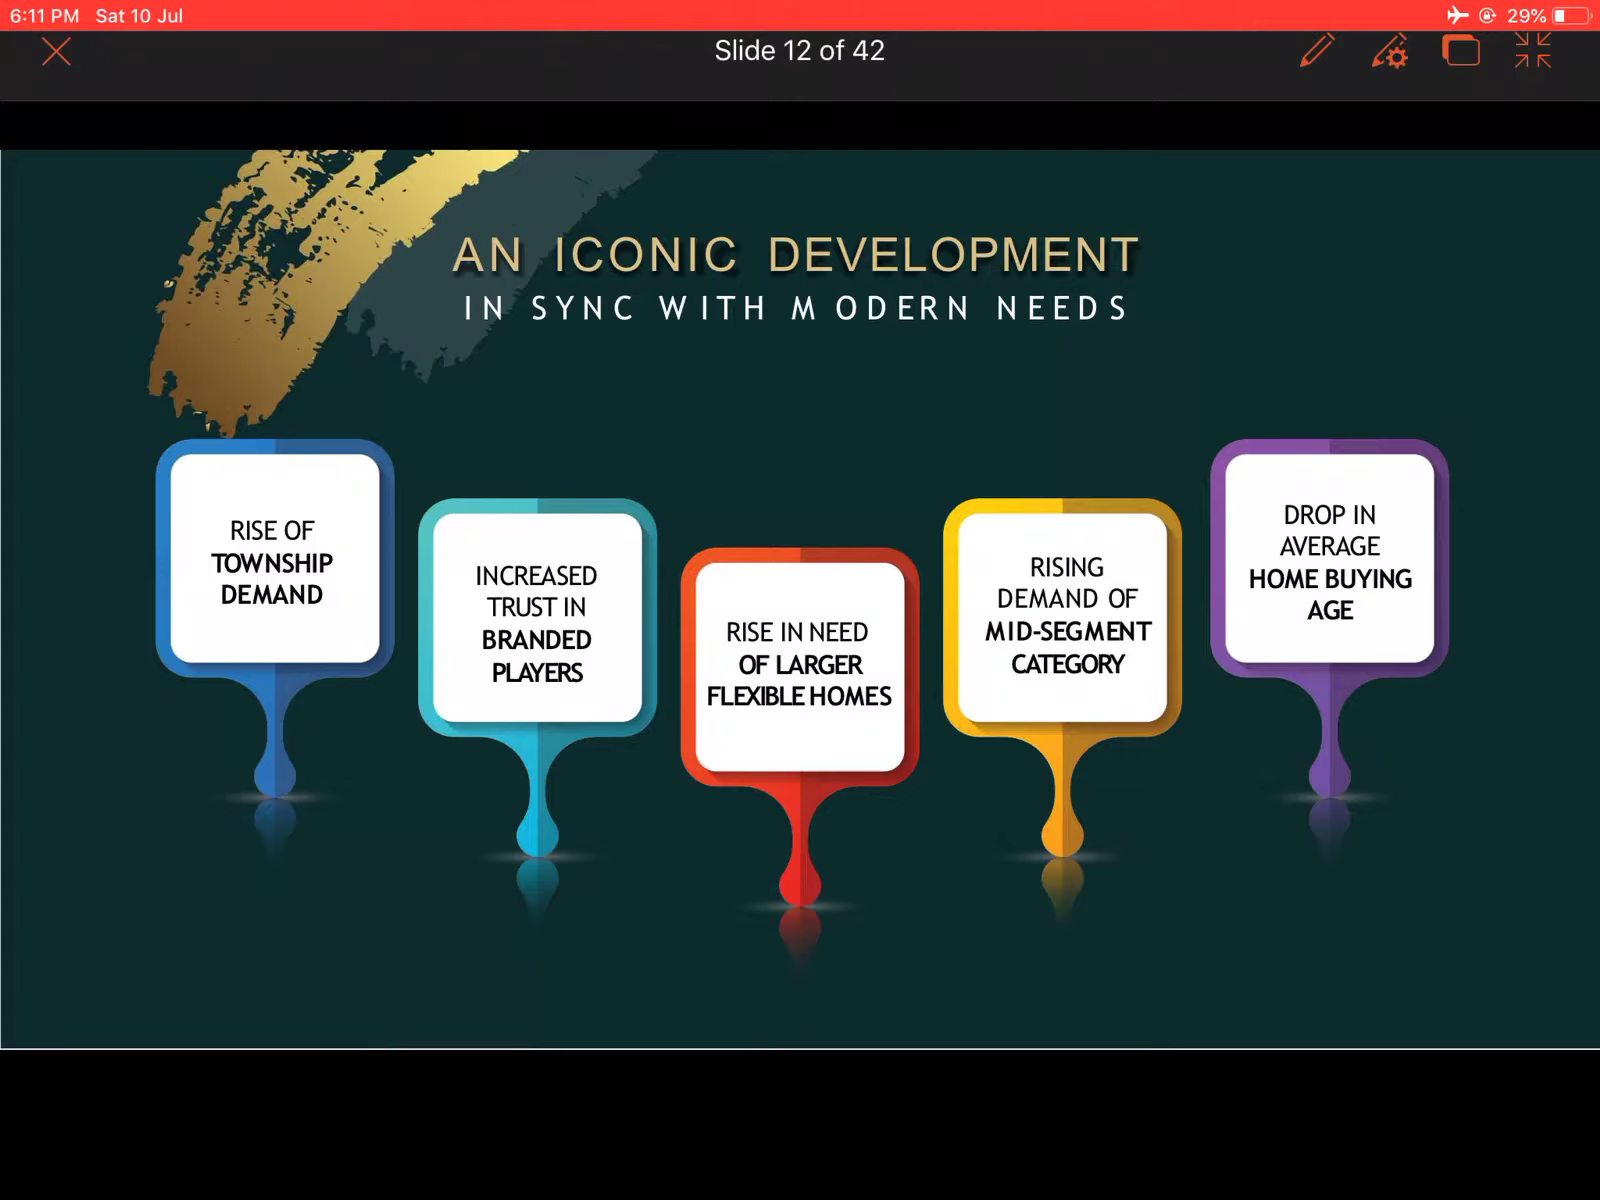 6:11 PM Sat 10 Jul
29%
Slide 12 of 42
AN ICONIC DEVELOPMENT
IN SYNC WITH MODERN NEEDS
RISE OF
TOWNSHIP
DEMAND
INCREASED
TRUST IN
BRANDED
PLAYERS
RISE IN NEED
OF LARGER
FLEXIBLE HOMES
RISING
DEMAND OF
MID-SEGMENT
CATEGORY
DROP IN
AVERAGE
HOME BUYING
AGE